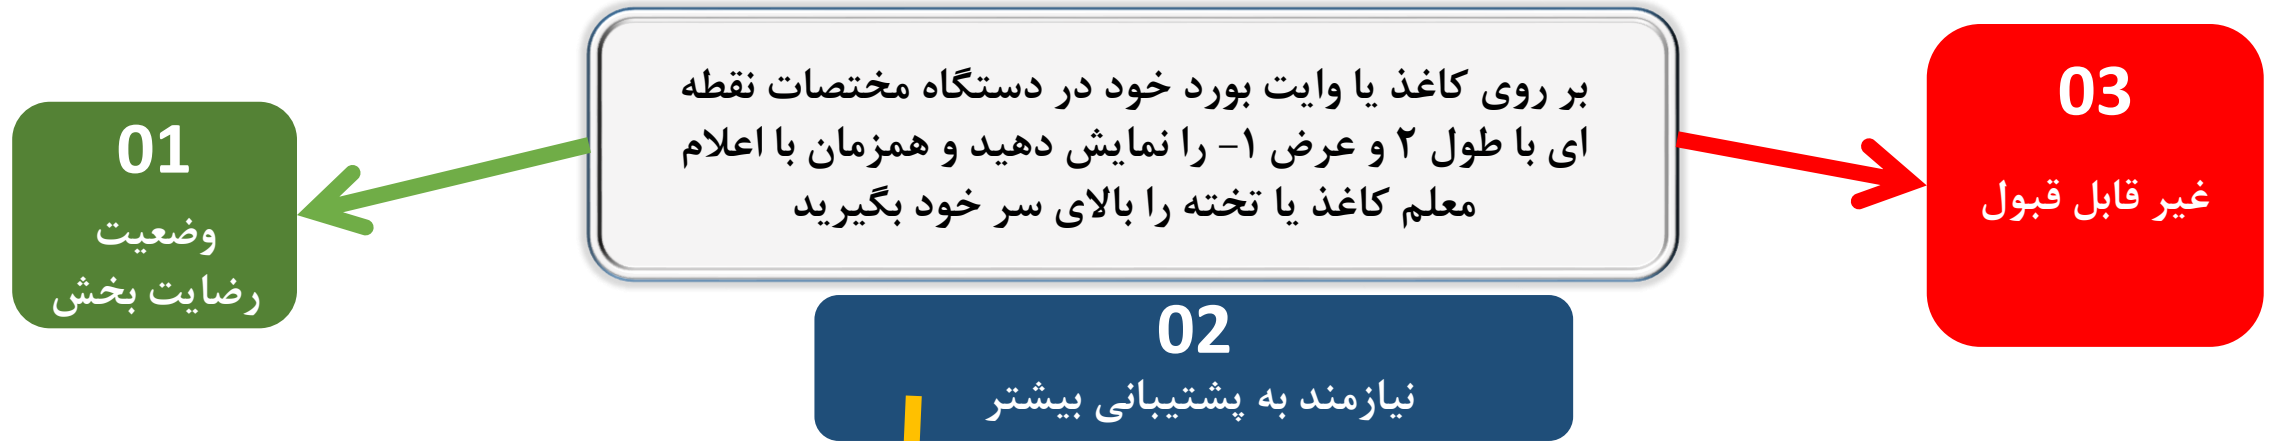 بر روی کاغذ یا وایت بورد خود در دستگاه مختصات نقطه
ای با طول ۲ و عرض ۱- را نمایش دهید و همزمان با اعلام
معلم کاغذ یا تخته را بالای سر خود بگیرید
03
غیر قابل قبول
01
وضعیت
رضایت بخش
02
نیازمند به پشتیبانی بیشتر